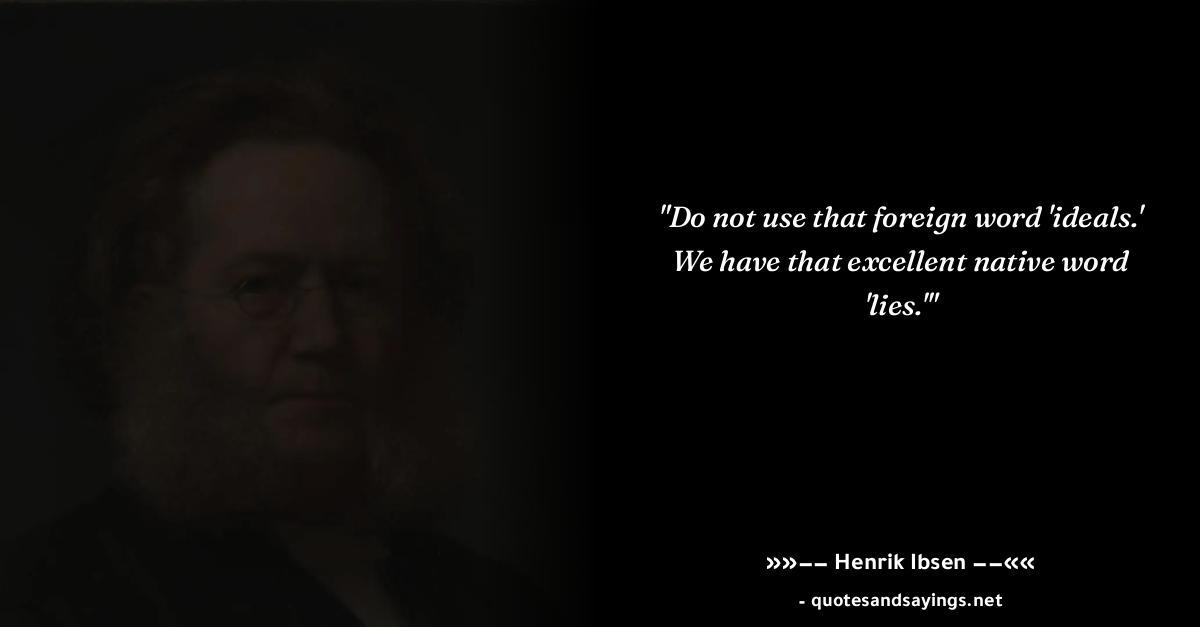 "Do not use that foreign word 'ideals.'
We have that excellent native word
'lies.'"
»»−− Henrik Ibsen −−««
- quotesandsayings.net